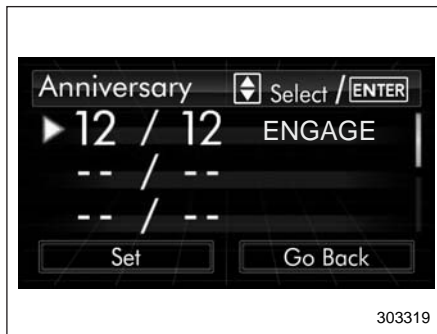 Anniversary Select / ENTER
12 / 12 ENGAGE
-- / --
-- / --
Set Go Back
303319